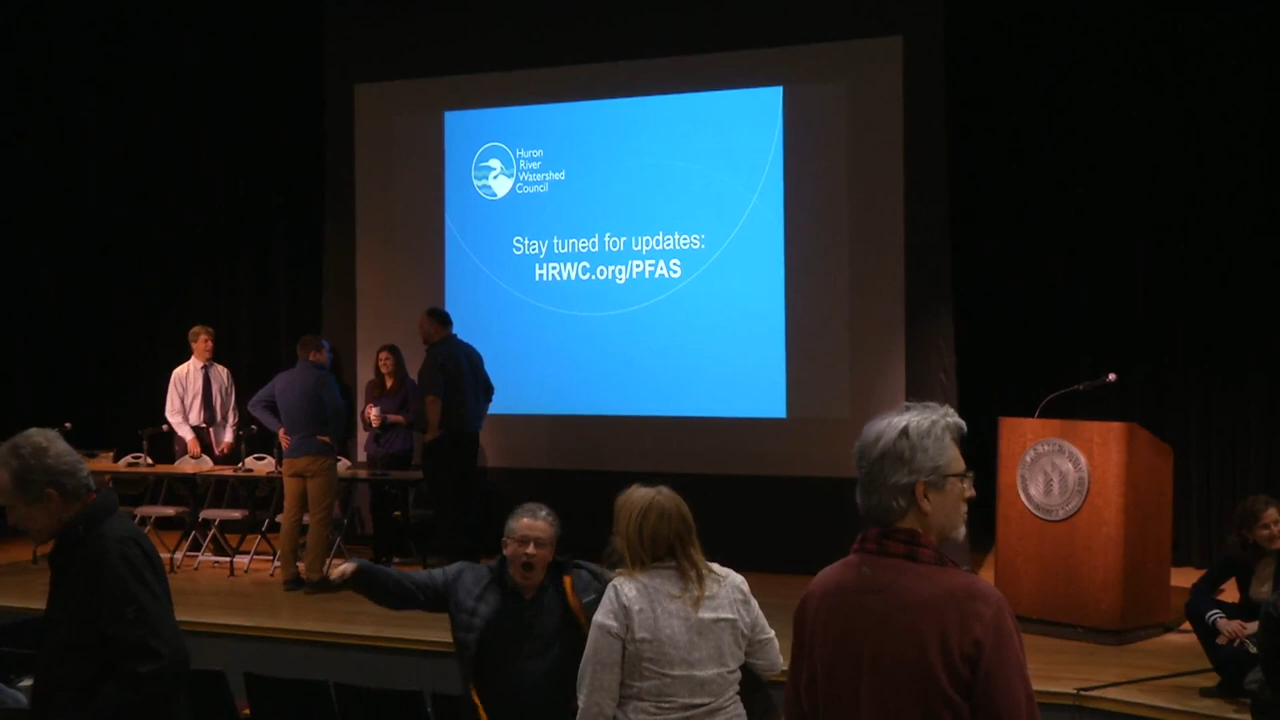 Huron
River
Watershed
Council
Stay tuned for updates:
HRWC.org/PFAS